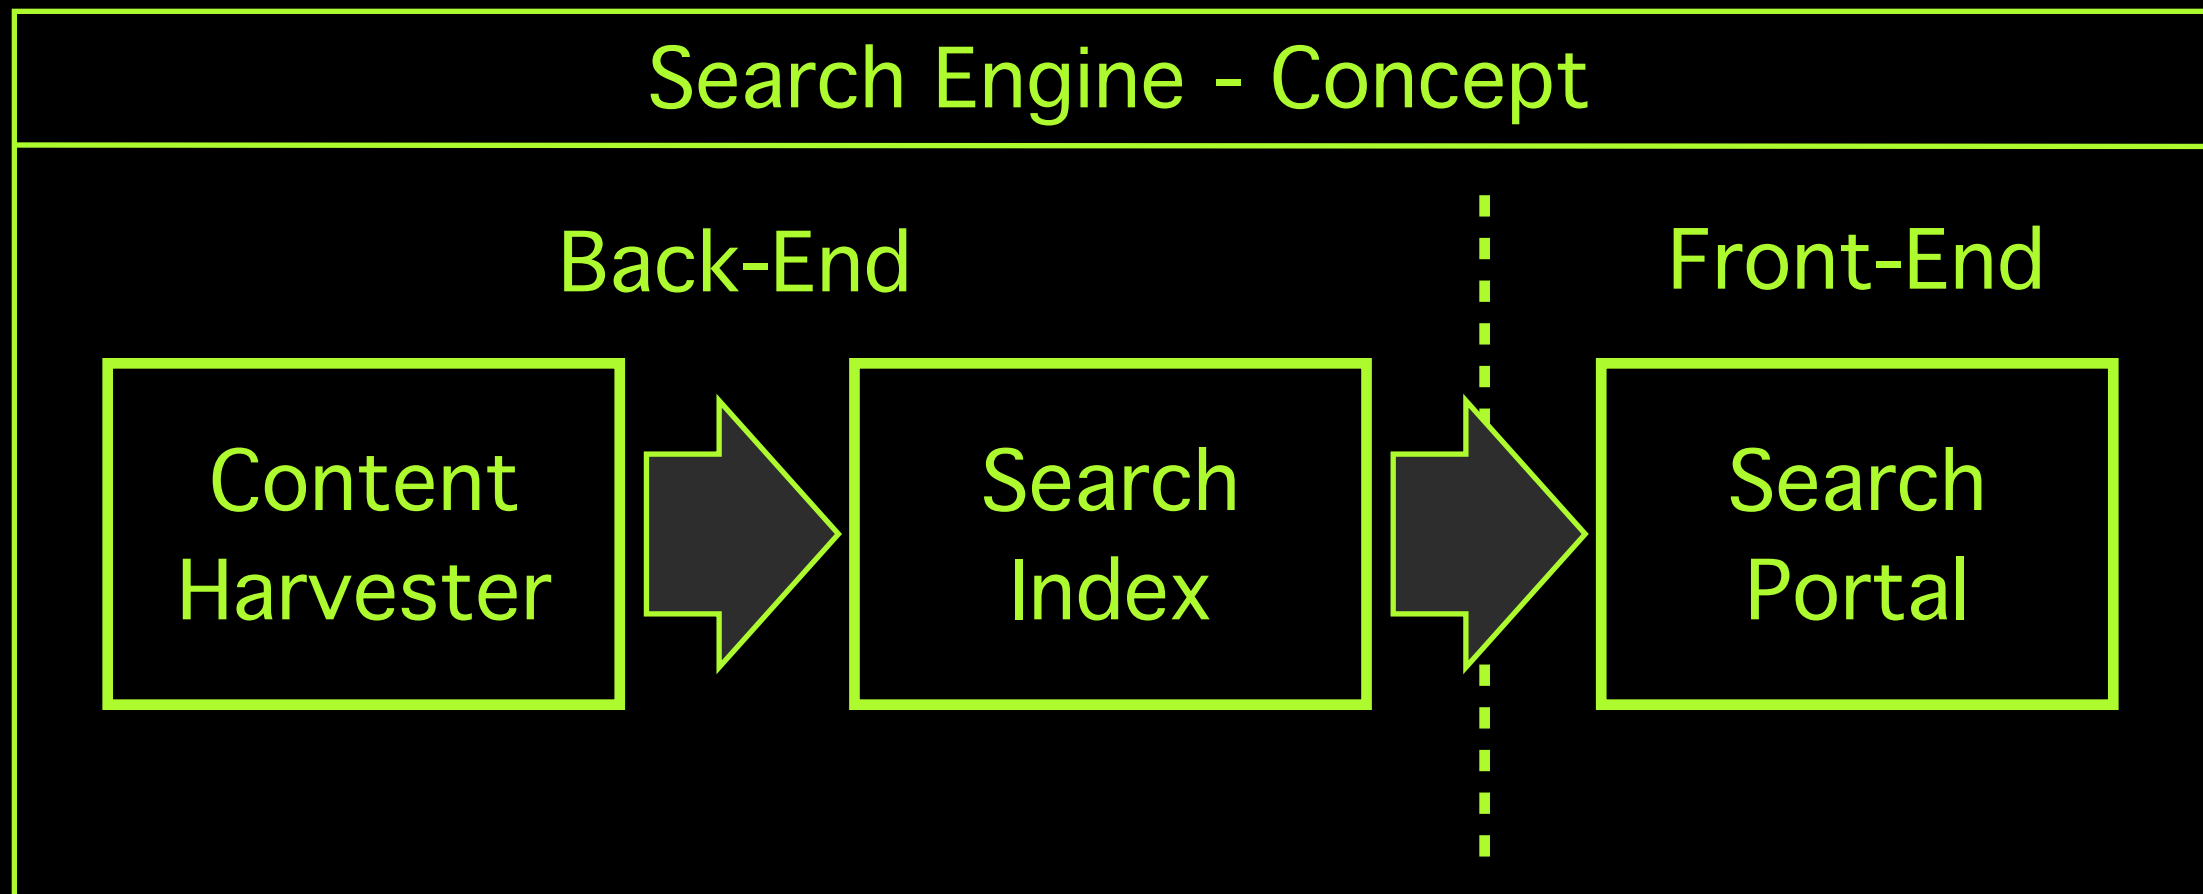 Search Engine - Concept
Back-End
Front-End
Content
Harvester
Search
Index
Search
Portal